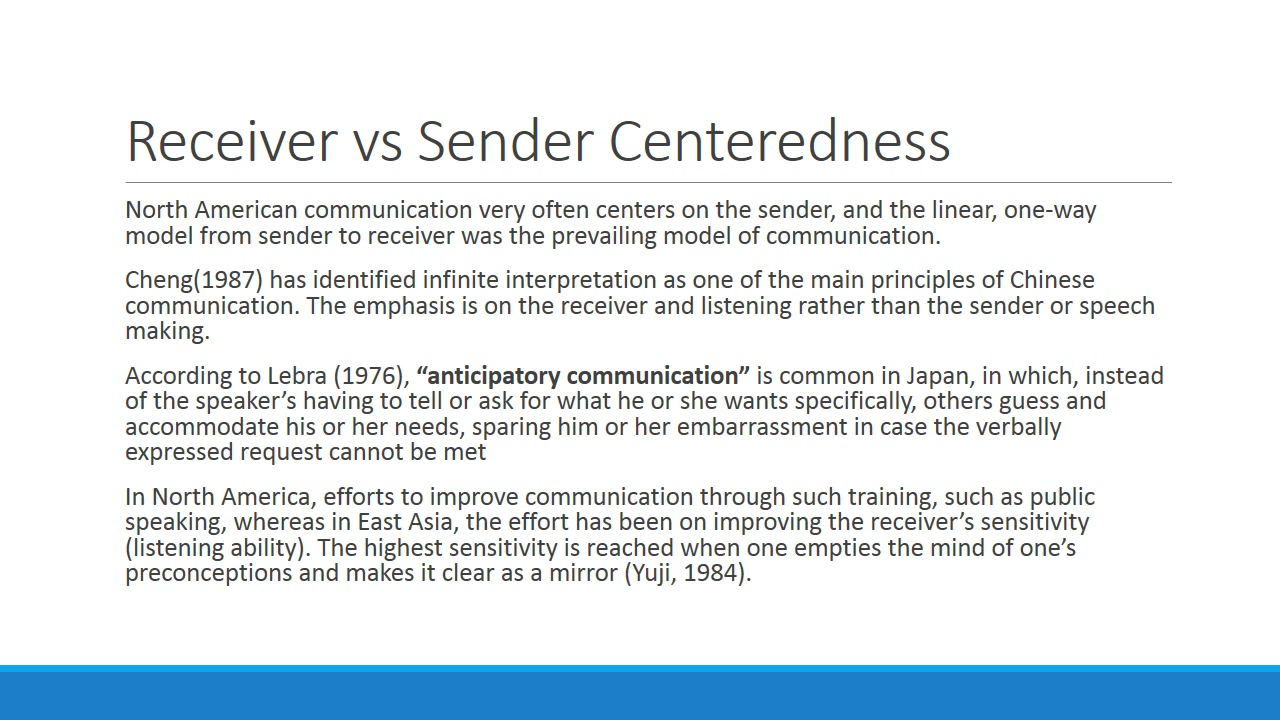 Receiver vs Sender Centeredness
North American communication very often centers on the sender, and the linear, one-way
model from sender to receiver was the prevailing model of communication.
Cheng(1987) has identified infinite interpretation as one of the main principles of Chinese
communication. The emphasis is on the receiver and listening rather than the sender or speech
making.
According to Lebra (1976), “anticipatory communication” is common in Japan, in which, instead
of the speaker’s having to tell or ask for what he or she wants specifically, others guess and
accommodate his or her needs, sparing him or her embarrassment in case the verbally
expressed request cannot be met
In North America, efforts to improve communication through such training, such as public
speaking, whereas in East Asia, the effort has been on improving the receiver’s sensitivity
(listening ability). The highest sensitivity is reached when one empties the mind of one’s
preconceptions and makes it clear as a mirror (Yuji, 1984).